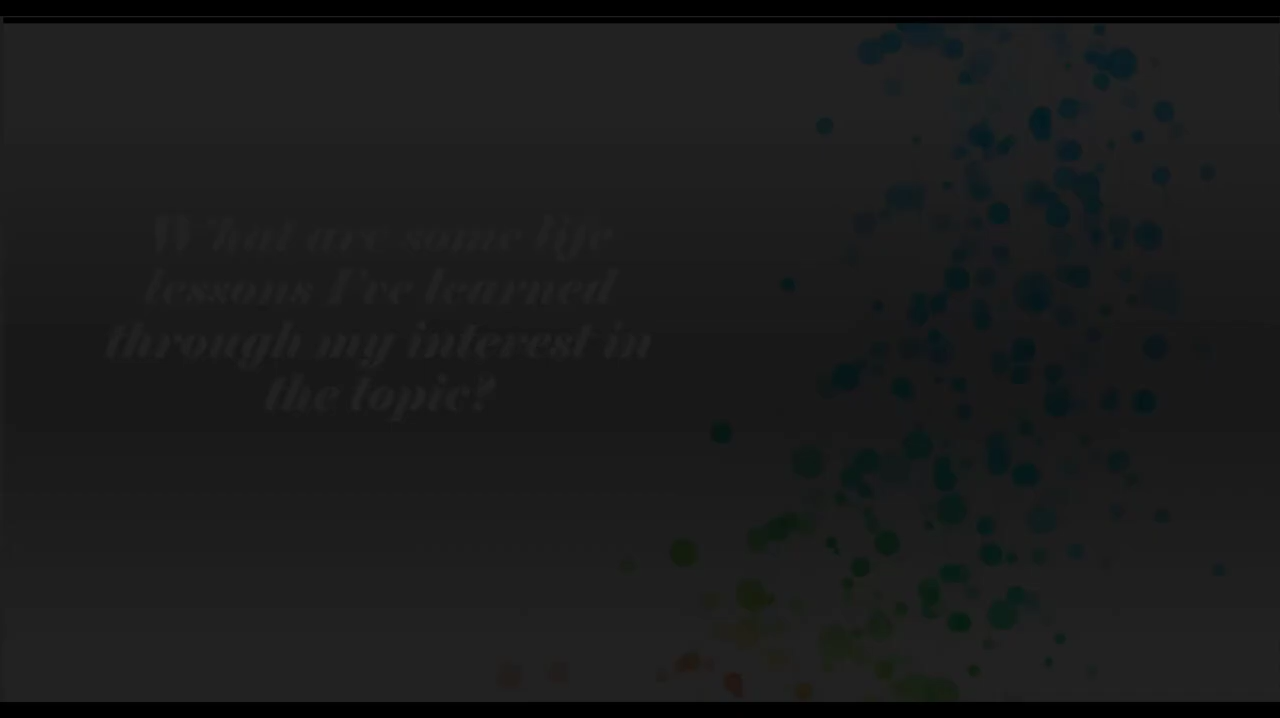 What are some life
lessons I've learned
through my interest in
the topic?